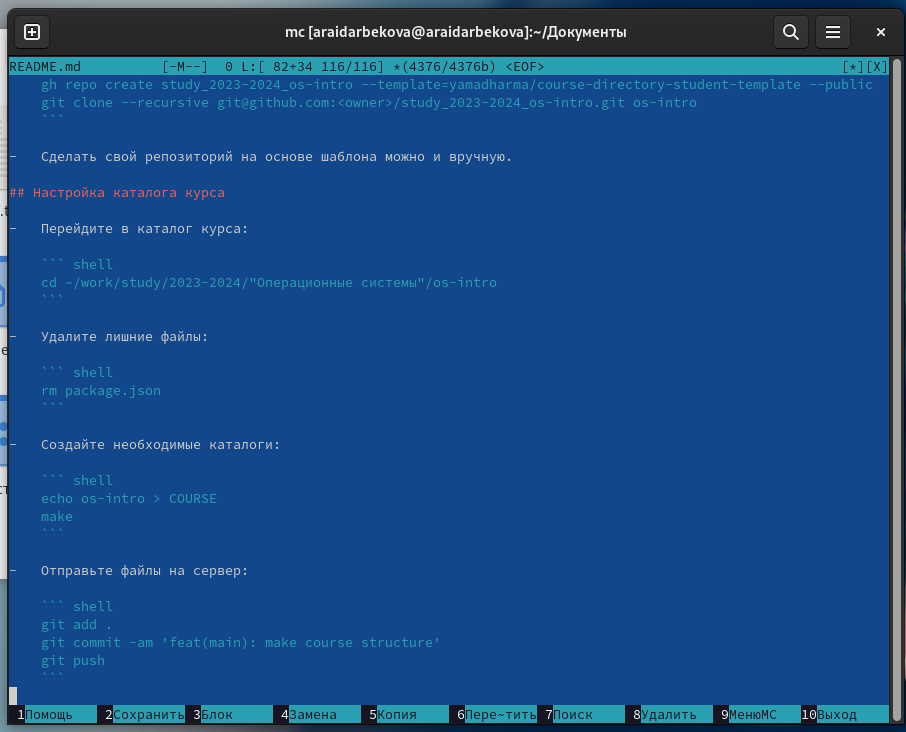 mc [araidarbekova@araidarbekova]:~/Документы
README.md [-M--] 0 L:[ 82+34 116/116] *(4376/4376b) <EOF> [*][X]
gh repo create study_2023-2024_os-intro --template=yamadharma/course-directory-student-template --public
git clone --recursive git@github.com:<owner>/study_2023-2024_os-intro.git os-intro
```
- Сделать свой репозиторий на основе шаблона можно и вручную.
## Настройка каталога курса
- Перейдите в каталог курса:
``` shell
cd ~/work/study/2023-2024/"Операционные системы"/os-intro
```
- Удалите лишние файлы:
``` shell
rm package.json
```
- Создайте необходимые каталоги:
``` shell
echo os-intro > COURSE
make
```
- Отправьте файлы на сервер:
``` shell
git add .
git commit -am 'feat(main): make course structure'
git push
```
1Помощь 2Сохранить 3Блок 4Замена 5Копия 6Пере~тить 7Поиск 8Удалить 9МенюMC 10Выход